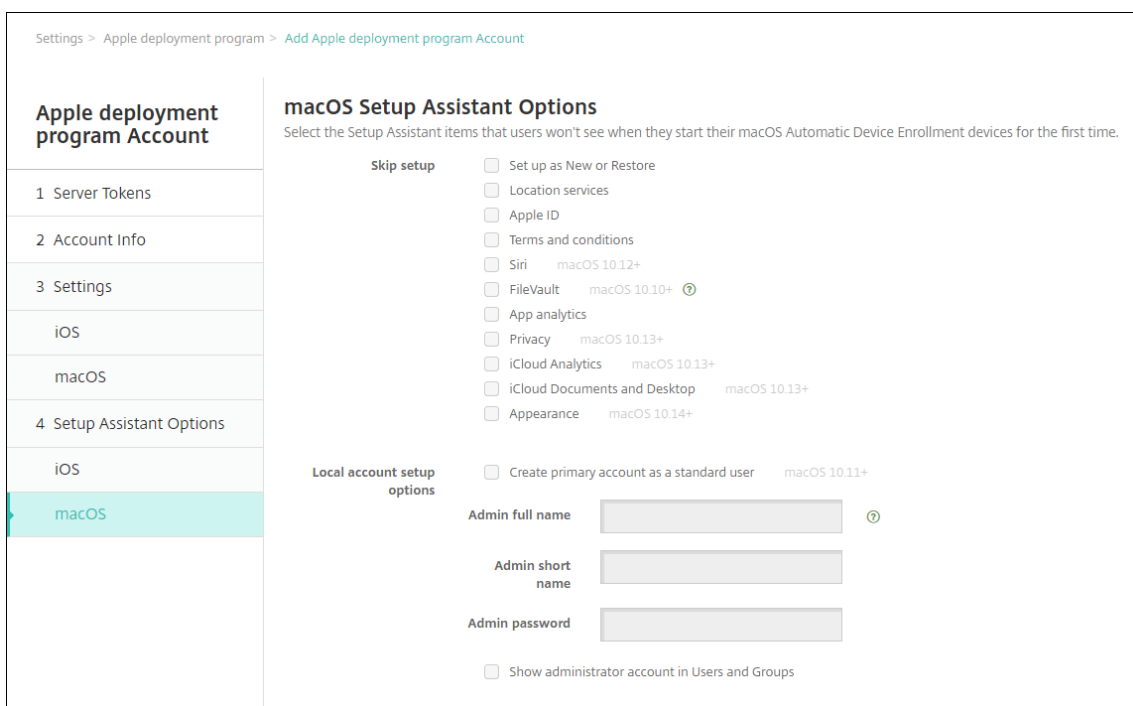 Settings > Apple deployment program > Add Apple deployment program Account
Apple deployment
program Account
1 Server Tokens
2 Account Info
3 Settings
iOS
macOS
4 Setup Assistant Options
iOS
macOS
macOS Setup Assistant Options
Select the Setup Assistant items that users won't see when they start their macOS Automatic Device Enrollment devices for the first time.
Skip setup
Set up as New or Restore
Location services
Apple ID
Terms and conditions
Siri macOS 10.12+
FileVault macOS 10.10+ ?
App analytics
Privacy macOS 10.13+
iCloud Analytics macOS 10.13+
iCloud Documents and Desktop macOS 10.13+
Appearance macOS 10.14+
Local account setup
options
Create primary account as a standard user macOS 10.11+
Admin full name ?
Admin short
name
Admin password
Show administrator account in Users and Groups